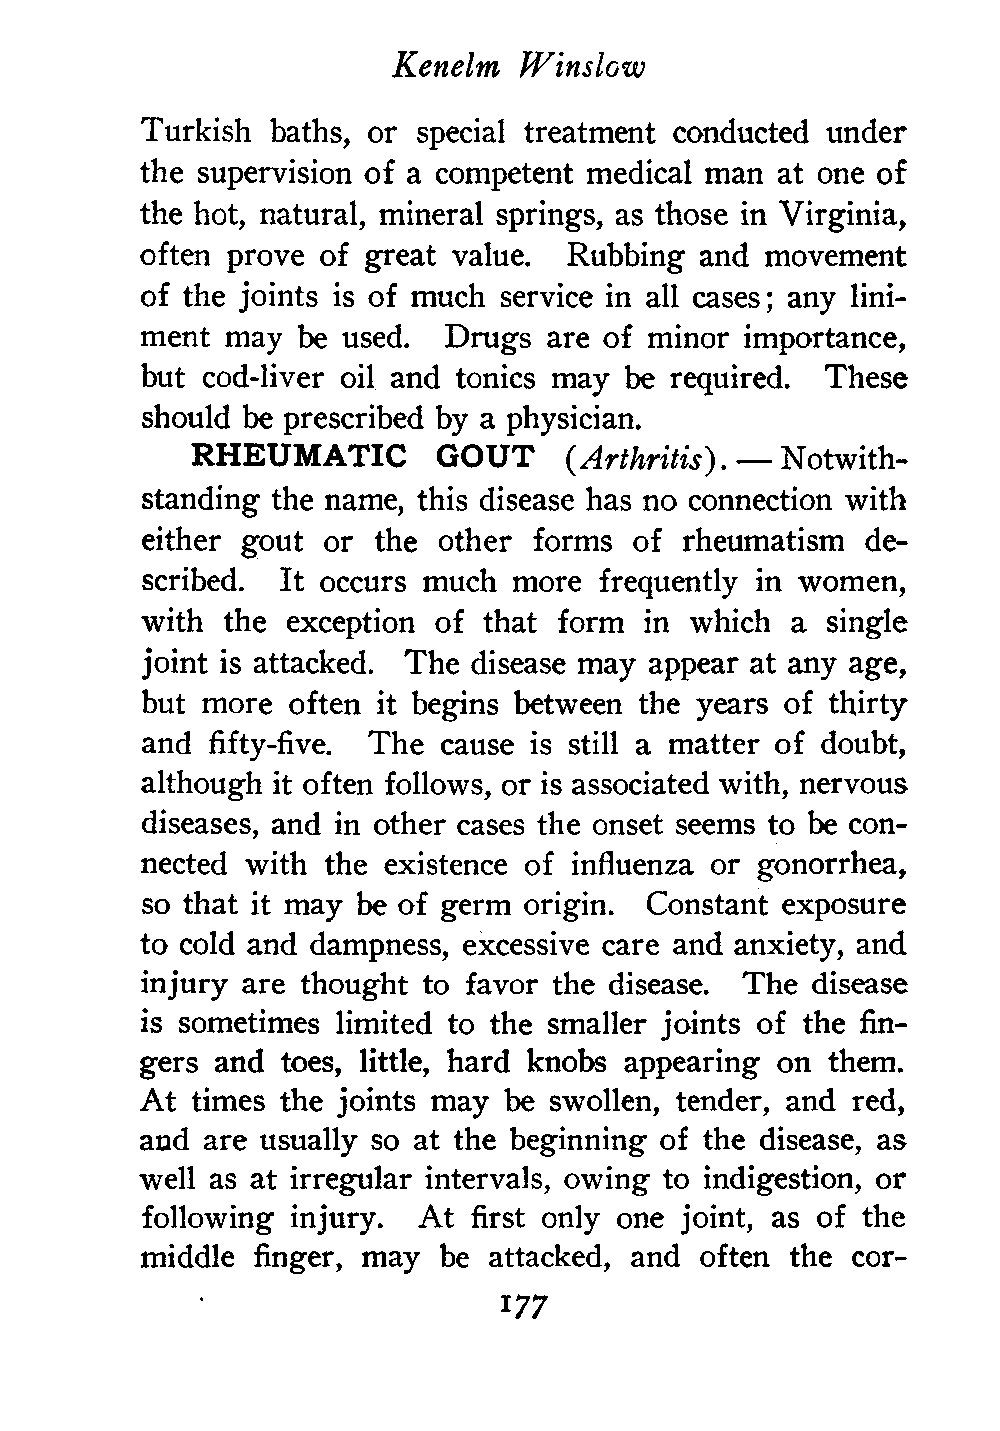 Kenelm Winslow
Turkish baths, or special treatment conducted under
the supervision of a competent medical man at one of
the hot, natural, mineral springs, as those in Virginia,
often prove of great value. Rubbing and movement
of the joints is of much service in all cases; any lini-
ment may be used. Drugs are of minor importance,
but cod-liver oil and tonics may be required. These
should be prescribed by a physician.
RHEUMATIC GOUT (Arthritis). — Notwith-
standing the name, this disease has no connection with
either gout or the other forms of rheumatism de-
scribed. It occurs much more frequently in women,
with the exception of that form in which a single
joint is attacked. The disease may appear at any age,
but more often it begins between the years of thirty
and fifty-five. The cause is still a matter of doubt,
although it often follows, or is associated with, nervous
diseases, and in other cases the onset seems to be con-
nected with the existence of influenza or gonorrhea,
so that it may be of germ origin. Constant exposure
to cold and dampness, excessive care and anxiety, and
injury are thought to favor the disease. The disease
is sometimes limited to the smaller joints of the fin-
gers and toes, little, hard knobs appearing on them.
At times the joints may be swollen, tender, and red,
and are usually so at the beginning of the disease, as
well as at irregular intervals, owing to indigestion, or
following injury. At first only one joint, as of the
middle finger, may be attacked, and often the cor-
177